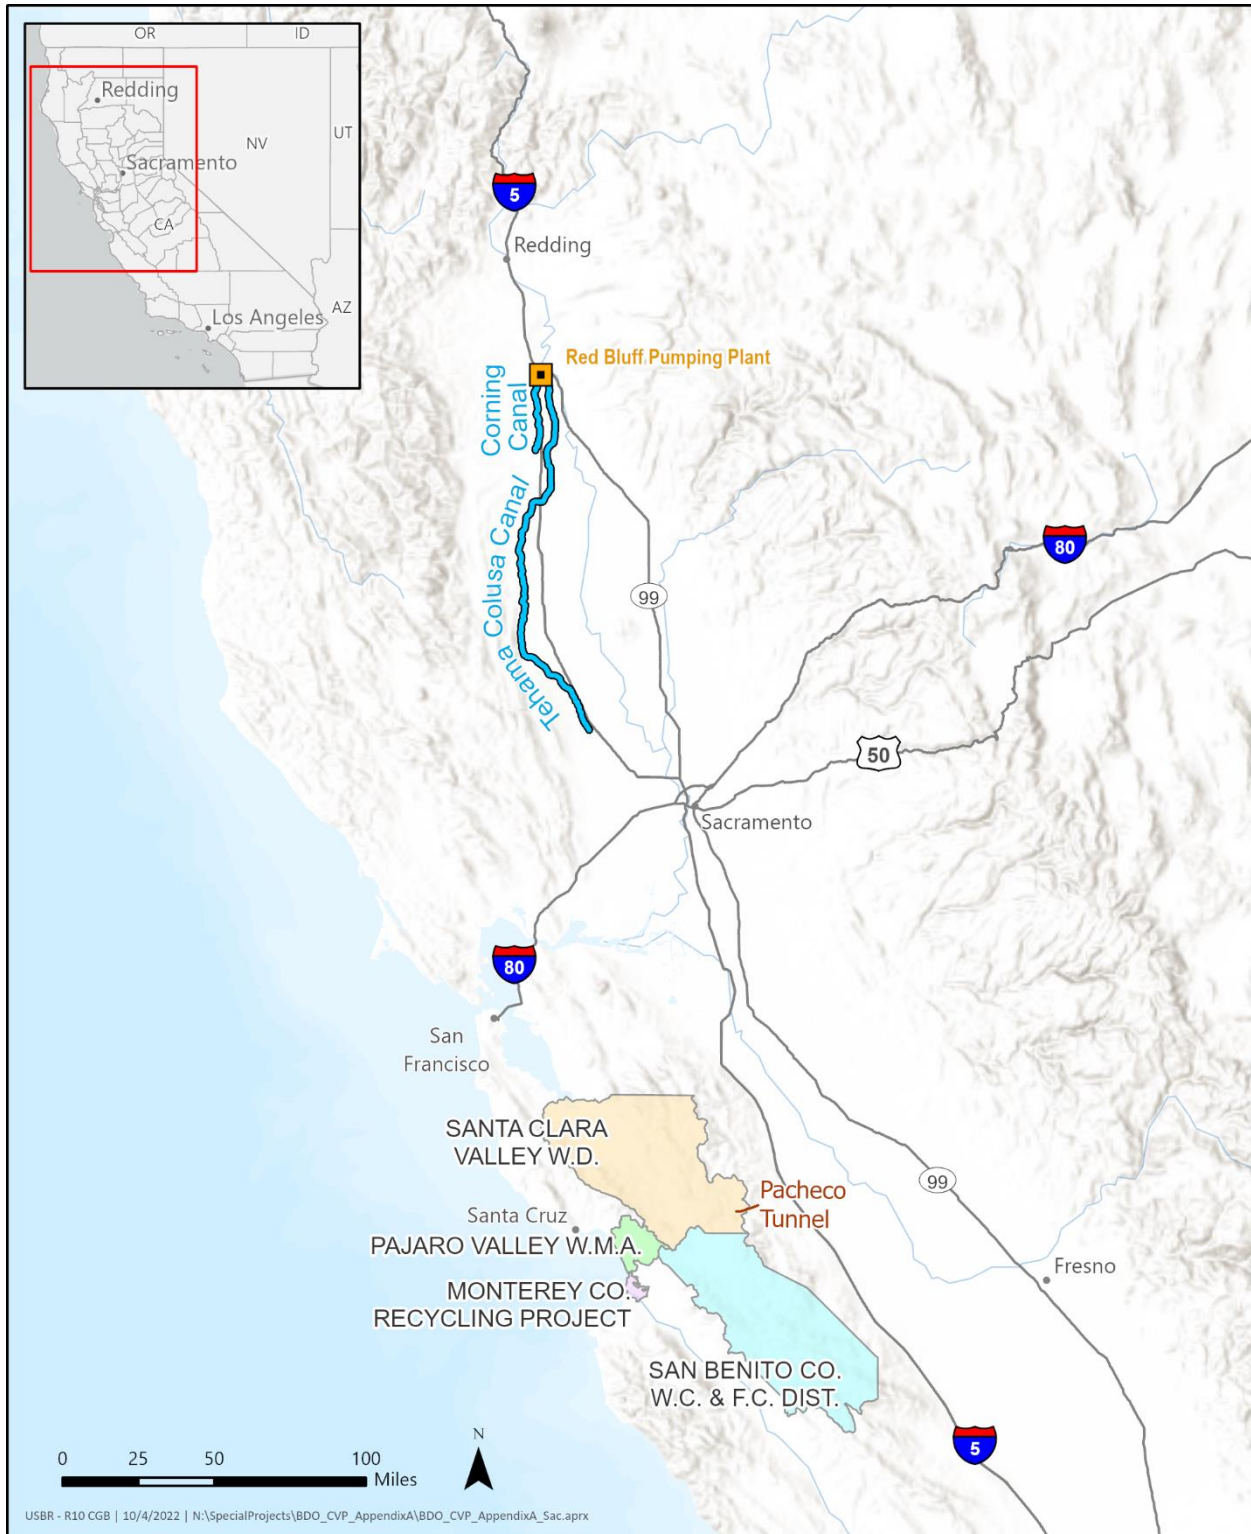 OR
ID
Redding
NV
UT
Sacramento
CA
Los Angeles
AZ
5
Redding
Red Bluff Pumping Plant
Corning
Canal
Tehama Colusa Canal
99
80
50
Sacramento
80
San
Francisco
SANTA CLARA
VALLEY W.D.
Pacheco
Tunnel
99
Santa Cruz
PAJARO VALLEY W.M.A.
Fresno
MONTEREY CO.
RECYCLING PROJECT
SAN BENITO CO.
W.C. & F.C. DIST.
5
N
0 25 50 100
Miles
USBR - R10 CGB | 10/4/2022 | N:\SpecialProjects\BDO_CVP_AppendixA\BDO_CVP_AppendixA_Sac.aprx